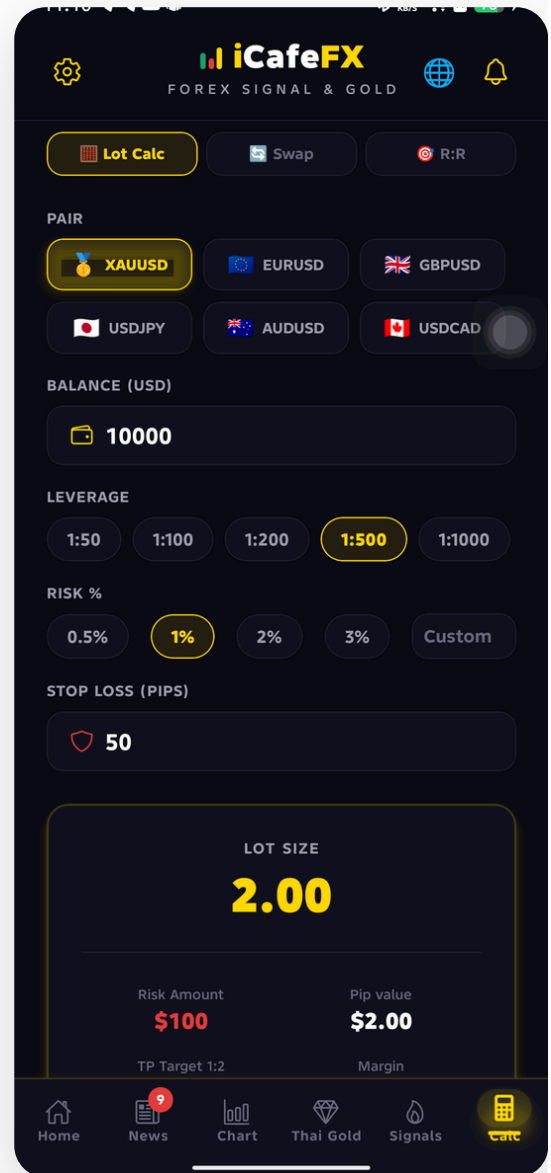 iCafeFX
FOREX SIGNAL & GOLD
Lot Calc
Swap
R:R
PAIR
XAUUSD
EURUSD
GBPUSD
USDJPY
AUDUSD
USDCAD
BALANCE (USD)
10000
LEVERAGE
1:50
1:100
1:200
1:500
1:1000
RISK %
0.5%
1%
2%
3%
Custom
STOP LOSS (PIPS)
50
LOT SIZE
2.00
Risk Amount
Pip value
$100
$2.00
TP Target 1:2
Margin
9
Home
News
Chart
Thai Gold
Signals
Calc